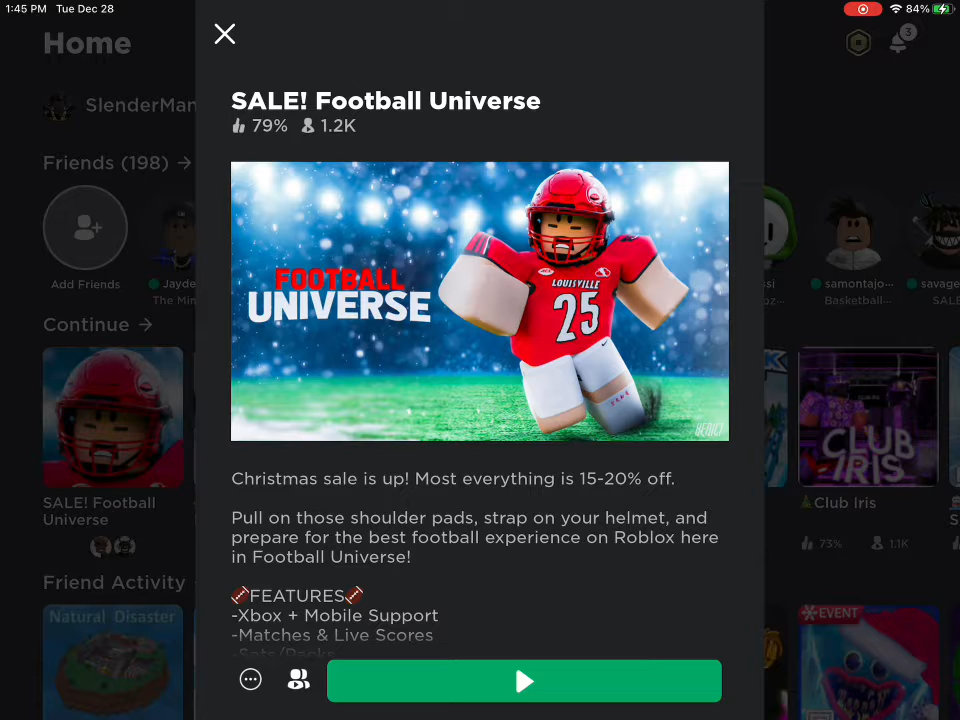 1:45 PM Tue Dec 28
84%
Home
3
SlenderMan
Friends (198) →
Add Friends
Jayde
The Min
samontajo...
Basketball...
savage
SALE
Continue →
SALE! Football
Universe
CLUB
IRIS
Club Iris
73% 1.1K
Friend Activity
Natural Disaster
EVENT
SALE! Football Universe
79% 1.2K
FOOTBALL
UNIVERSE
LOUISVILLE
25
Christmas sale is up! Most everything is 15-20% off.
Pull on those shoulder pads, strap on your helmet, and
prepare for the best football experience on Roblox here
in Football Universe!
🏈FEATURES🏈
-Xbox + Mobile Support
-Matches & Live Scores
-Sets/Packs